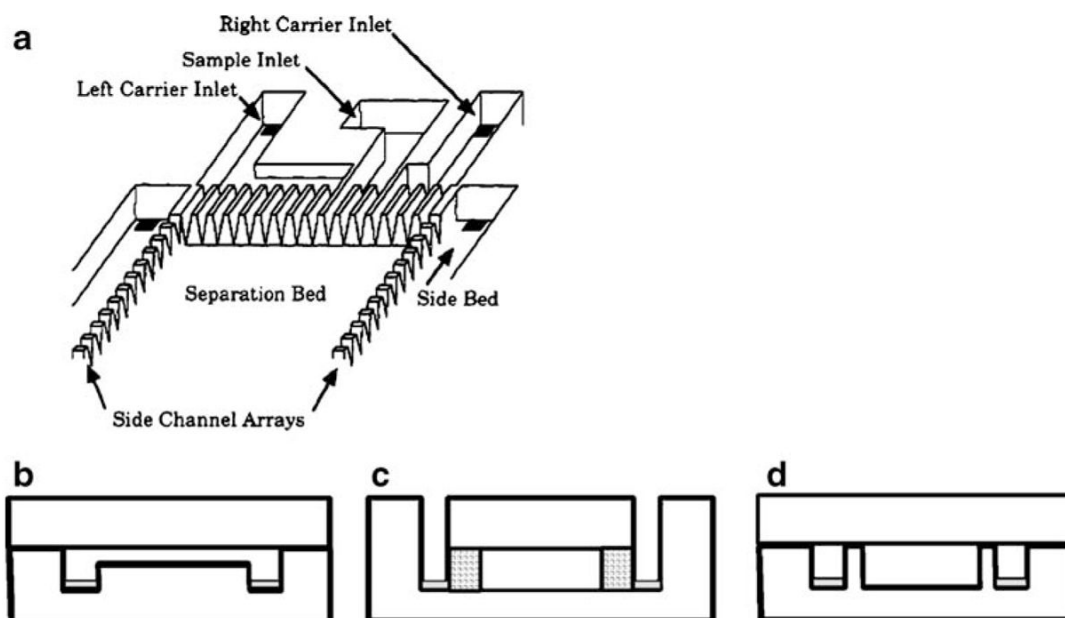 a
Right Carrier Inlet
Sample Inlet
Left Carrier Inlet
Separation Bed
Side Bed
Side Channel Arrays
b
c
d